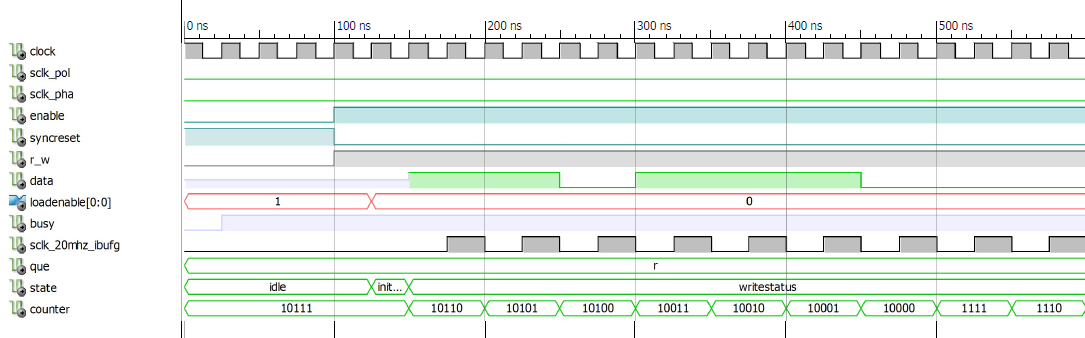 0 ns 100 ns 200 ns 300 ns 400 ns 500 ns
clock
sclk_pol
sclk_pha
enable
syncreset
r_w
data
loadenable[0:0] 1 0
busy
sclk_20mhz_ibufg
que r
state idle init... writestatus
counter 10111 10110 10101 10100 10011 10010 10001 10000 1111 1110